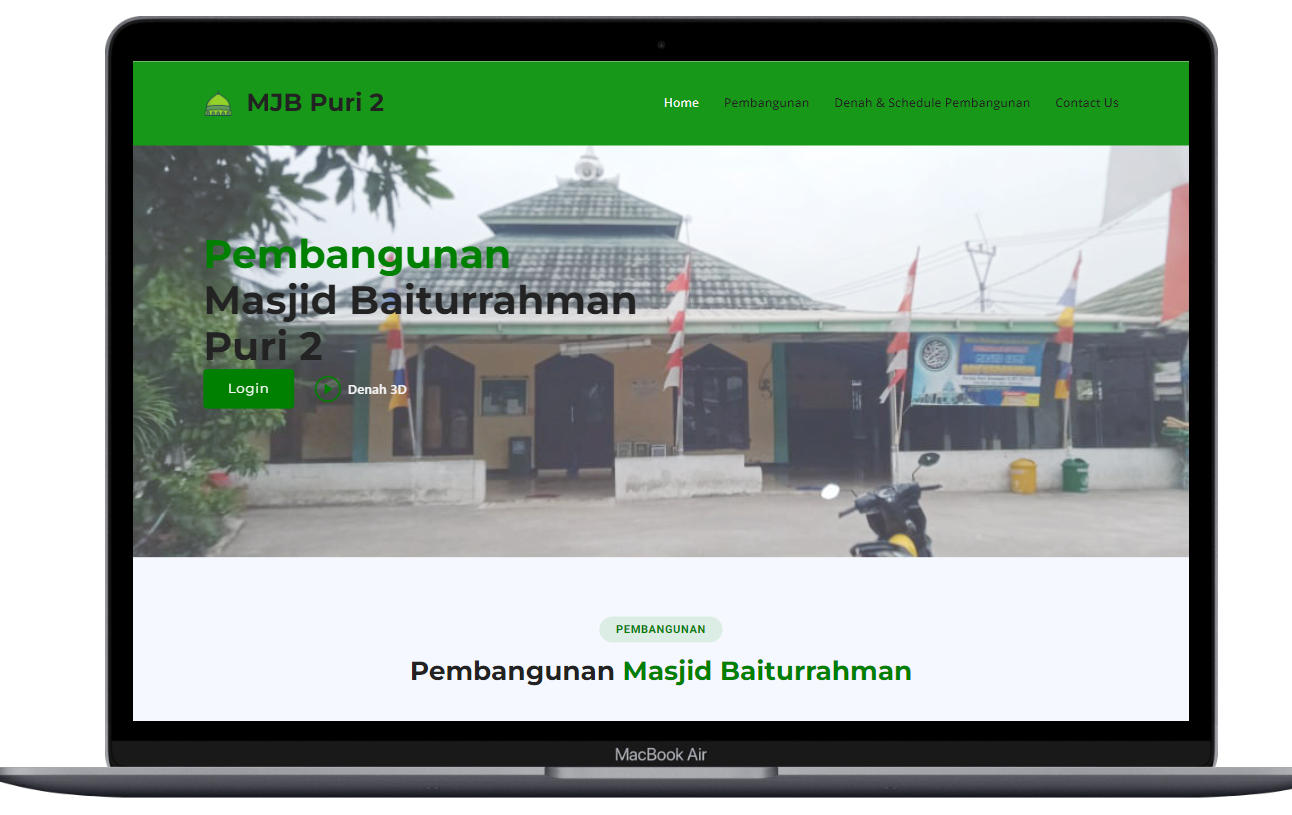 MJB Puri 2
Home
Pembangunan
Denah & Schedule Pembangunan
Contact Us
Pembangunan
Masjid Baiturrahman
Puri 2
Login
Denah 3D
PEMBANGUNAN
Pembangunan Masjid Baiturrahman
MacBook Air